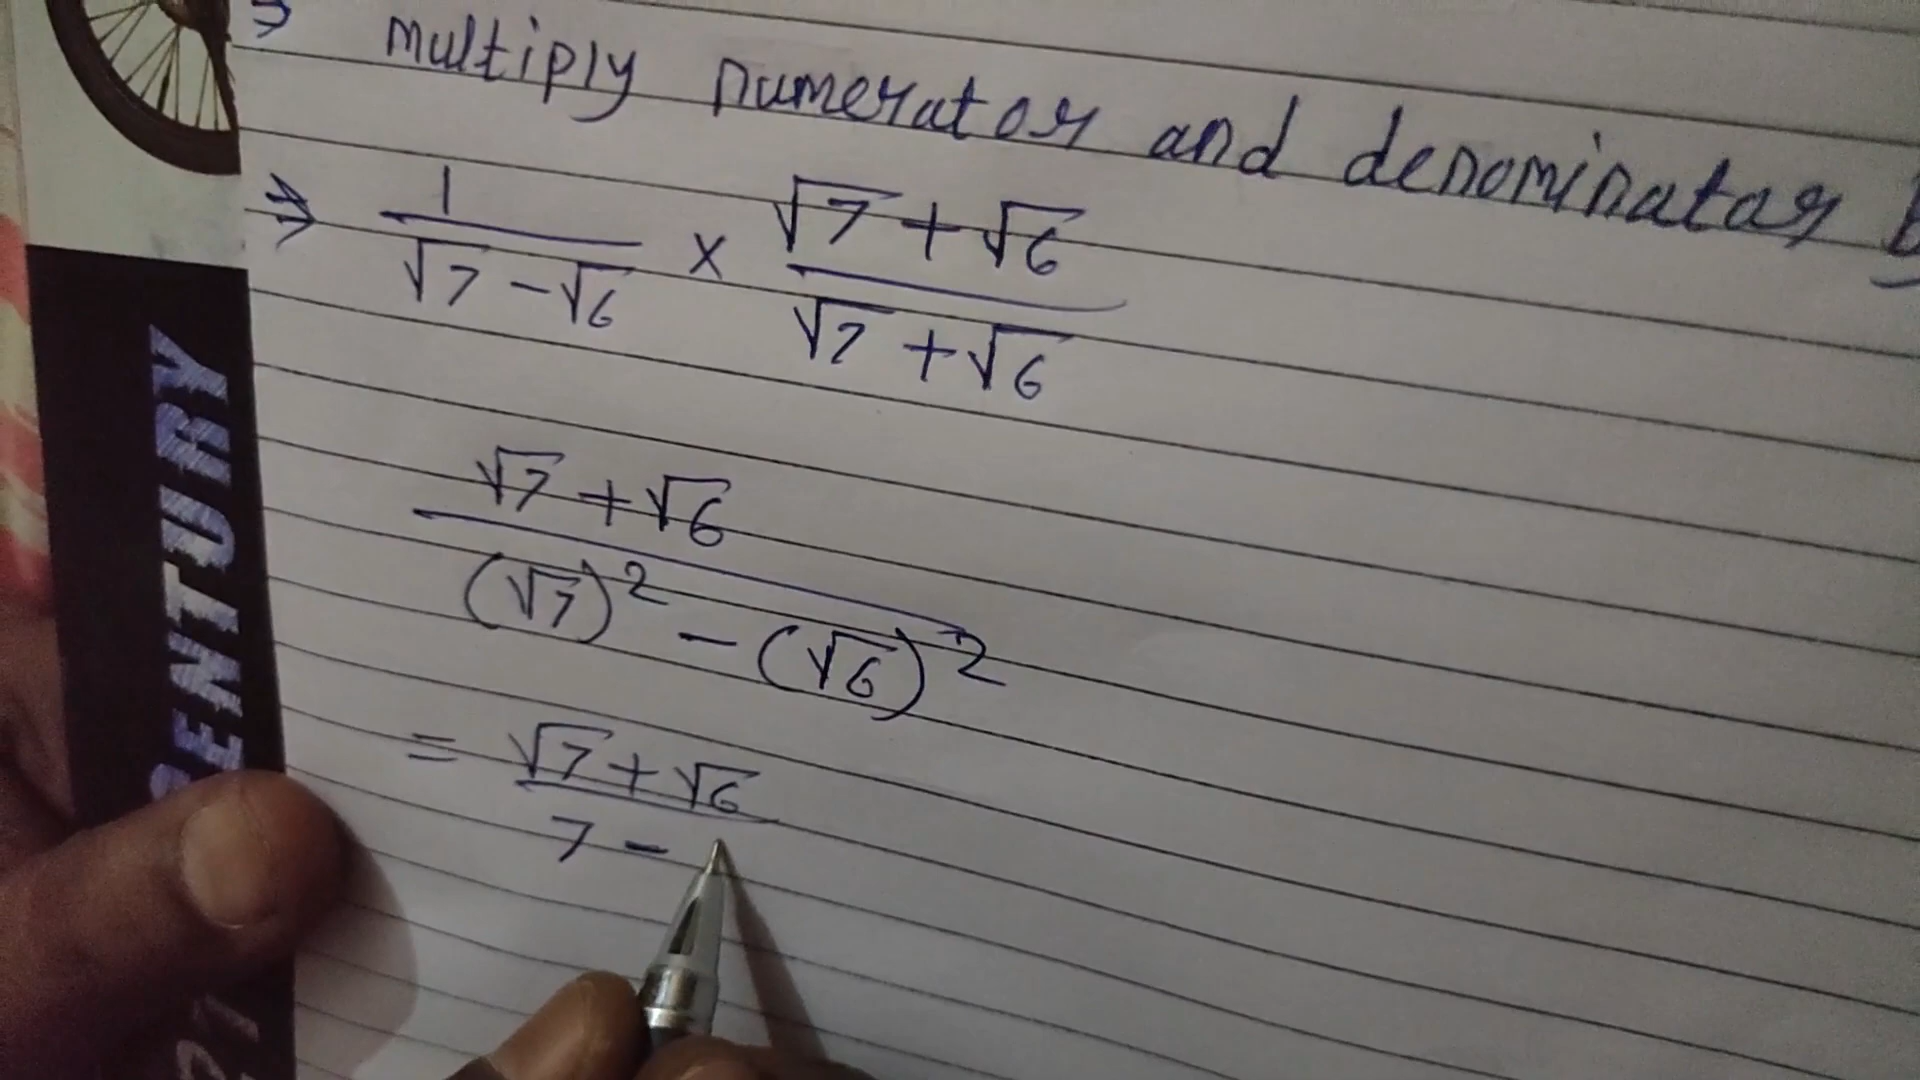 ⇒ multiply numerator and denominator
⇒ 1/(√7 - √6) × (√7 + √6)/(√7 + √6)
(√7 + √6)/((√7)² - (√6)²)
= (√7 + √6)/(7 -
CENTURY